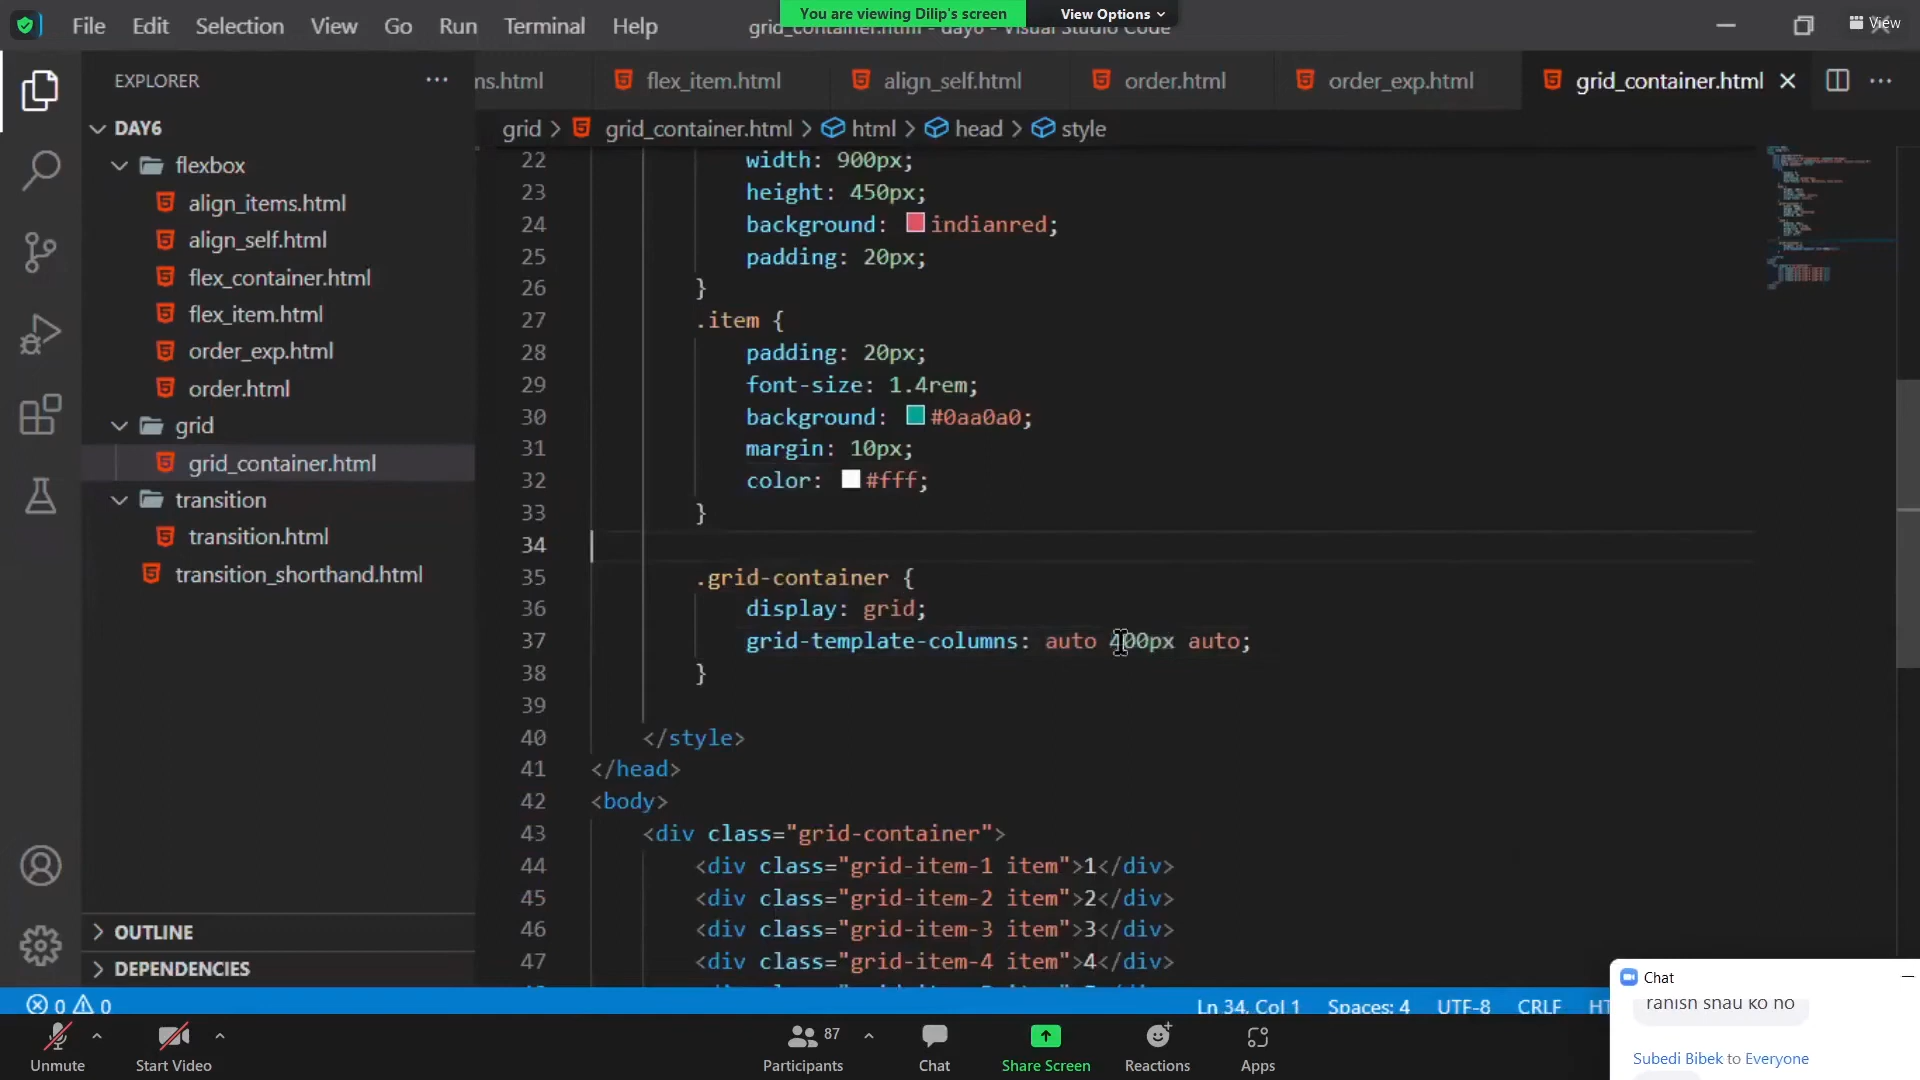 File Edit Selection View Go Run Terminal Help
You are viewing Dilip's screen View Options
View
EXPLORER
ms.html flex_item.html align_self.html order.html order_exp.html grid_container.html
grid > grid_container.html > html > head > style
DAY6
flexbox
align_items.html
align_self.html
flex_container.html
flex_item.html
order_exp.html
order.html
grid
grid_container.html
transition
transition.html
transition_shorthand.html
OUTLINE
DEPENDENCIES
22 width: 900px;
23 height: 450px;
24 background: indianred;
25 padding: 20px;
26 }
27 .item {
28 padding: 20px;
29 font-size: 1.4rem;
30 background: #0aa0a0;
31 margin: 10px;
32 color: #fff;
33 }
34
35 .grid-container {
36 display: grid;
37 grid-template-columns: auto 400px auto;
38 }
39
40 </style>
41 </head>
42 <body>
43 <div class="grid-container">
44 <div class="grid-item-1 item">1</div>
45 <div class="grid-item-2 item">2</div>
46 <div class="grid-item-3 item">3</div>
47 <div class="grid-item-4 item">4</div>
0 0 Ln 34, Col 1 Spaces: 4 UTF-8 CRLF
Chat
Subedi Bibek to Everyone
Unmute Start Video Participants 87 Chat Share Screen Reactions Apps